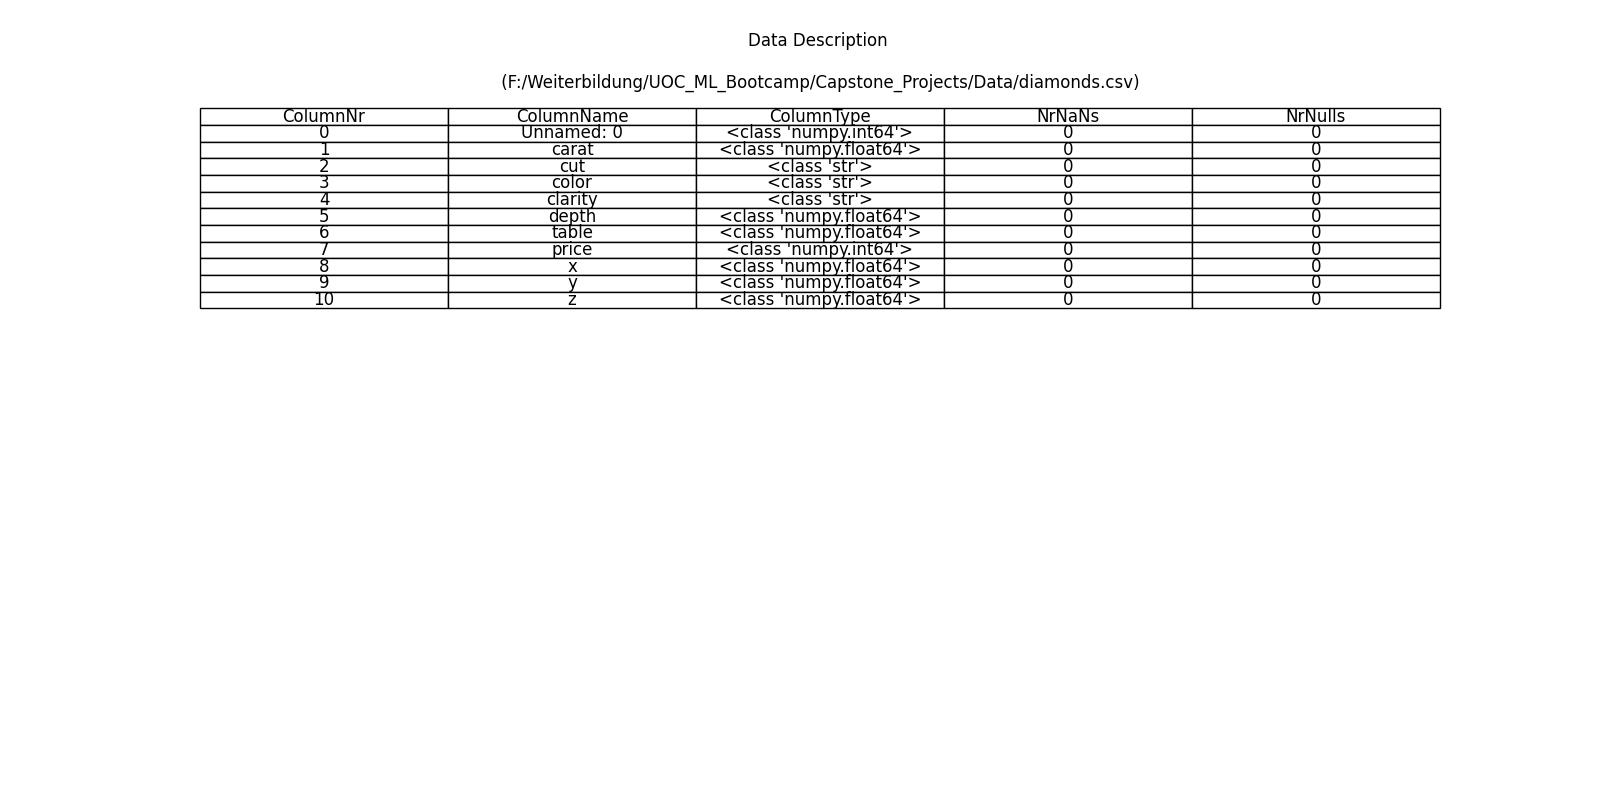 Data Description
(F:/Weiterbildung/UOC_ML_Bootcamp/Capstone_Projects/Data/diamonds.csv)
ColumnNr ColumnName ColumnType NrNaNs NrNulls
0 Unnamed: 0 <class 'numpy.int64'> 0 0
1 carat <class 'numpy.float64'> 0 0
2 cut <class 'str'> 0 0
3 color <class 'str'> 0 0
4 clarity <class 'str'> 0 0
5 depth <class 'numpy.float64'> 0 0
6 table <class 'numpy.float64'> 0 0
7 price <class 'numpy.int64'> 0 0
8 x <class 'numpy.float64'> 0 0
9 y <class 'numpy.float64'> 0 0
10 z <class 'numpy.float64'> 0 0